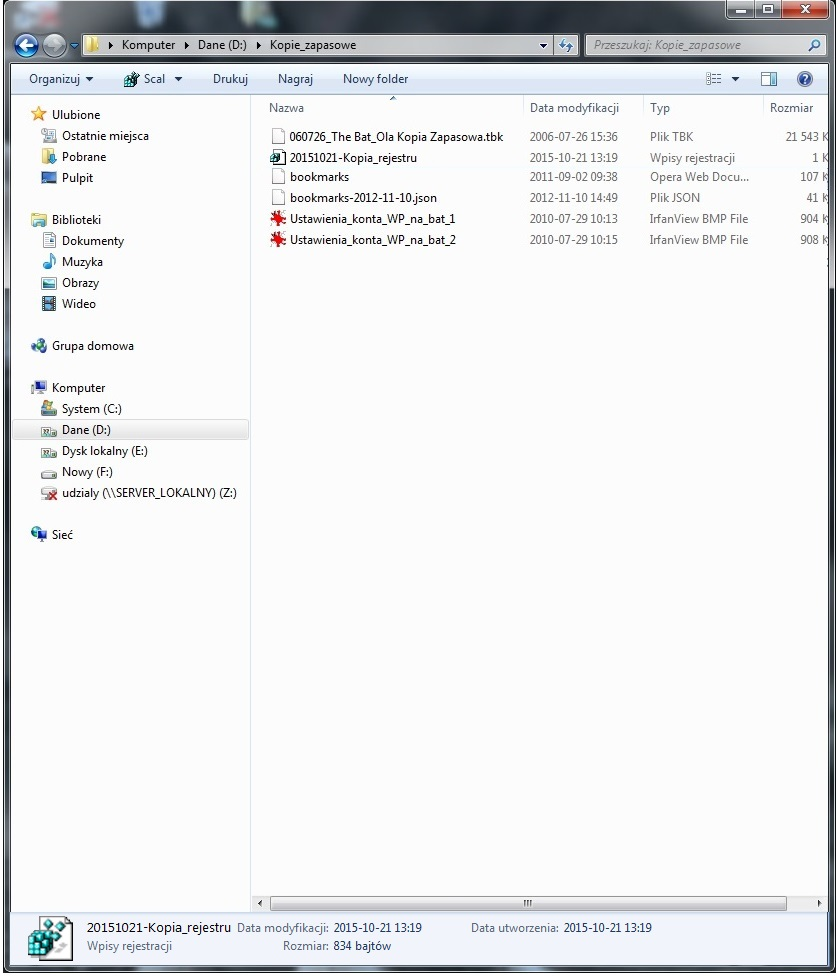 Komputer Dane (D:) Kopie_zapasowe Przeszukaj: Kopie_zapasowe
Organizuj Scal Drukuj Nagraj Nowy folder
Nazwa Data modyfikacji Typ Rozmiar
060726_The Bat_Ola Kopia Zapasowa.tbk 2006-07-26 15:36 Plik TBK 21 543 K
20151021-Kopia_rejestru 2015-10-21 13:19 Wpisy rejestracji 1 K
bookmarks 2011-09-02 09:38 Opera Web Docu... 107 K
bookmarks-2012-11-10.json 2012-11-10 14:49 Plik JSON 41 K
Ustawienia_konta_WP_na_bat_1 2010-07-29 10:13 IrfanView BMP File 904 K
Ustawienia_konta_WP_na_bat_2 2010-07-29 10:15 IrfanView BMP File 908 K
Ulubione
Ostatnie miejsca
Pobrane
Pulpit
Biblioteki
Dokumenty
Muzyka
Obrazy
Wideo
Grupa domowa
Komputer
System (C:)
Dane (D:)
Dysk lokalny (E:)
Nowy (F:)
udzialy (\\SERVER_LOKALNY) (Z:)
Sieć
20151021-Kopia_rejestru Data modyfikacji: 2015-10-21 13:19 Data utworzenia: 2015-10-21 13:19
Wpisy rejestracji Rozmiar: 834 bajtów